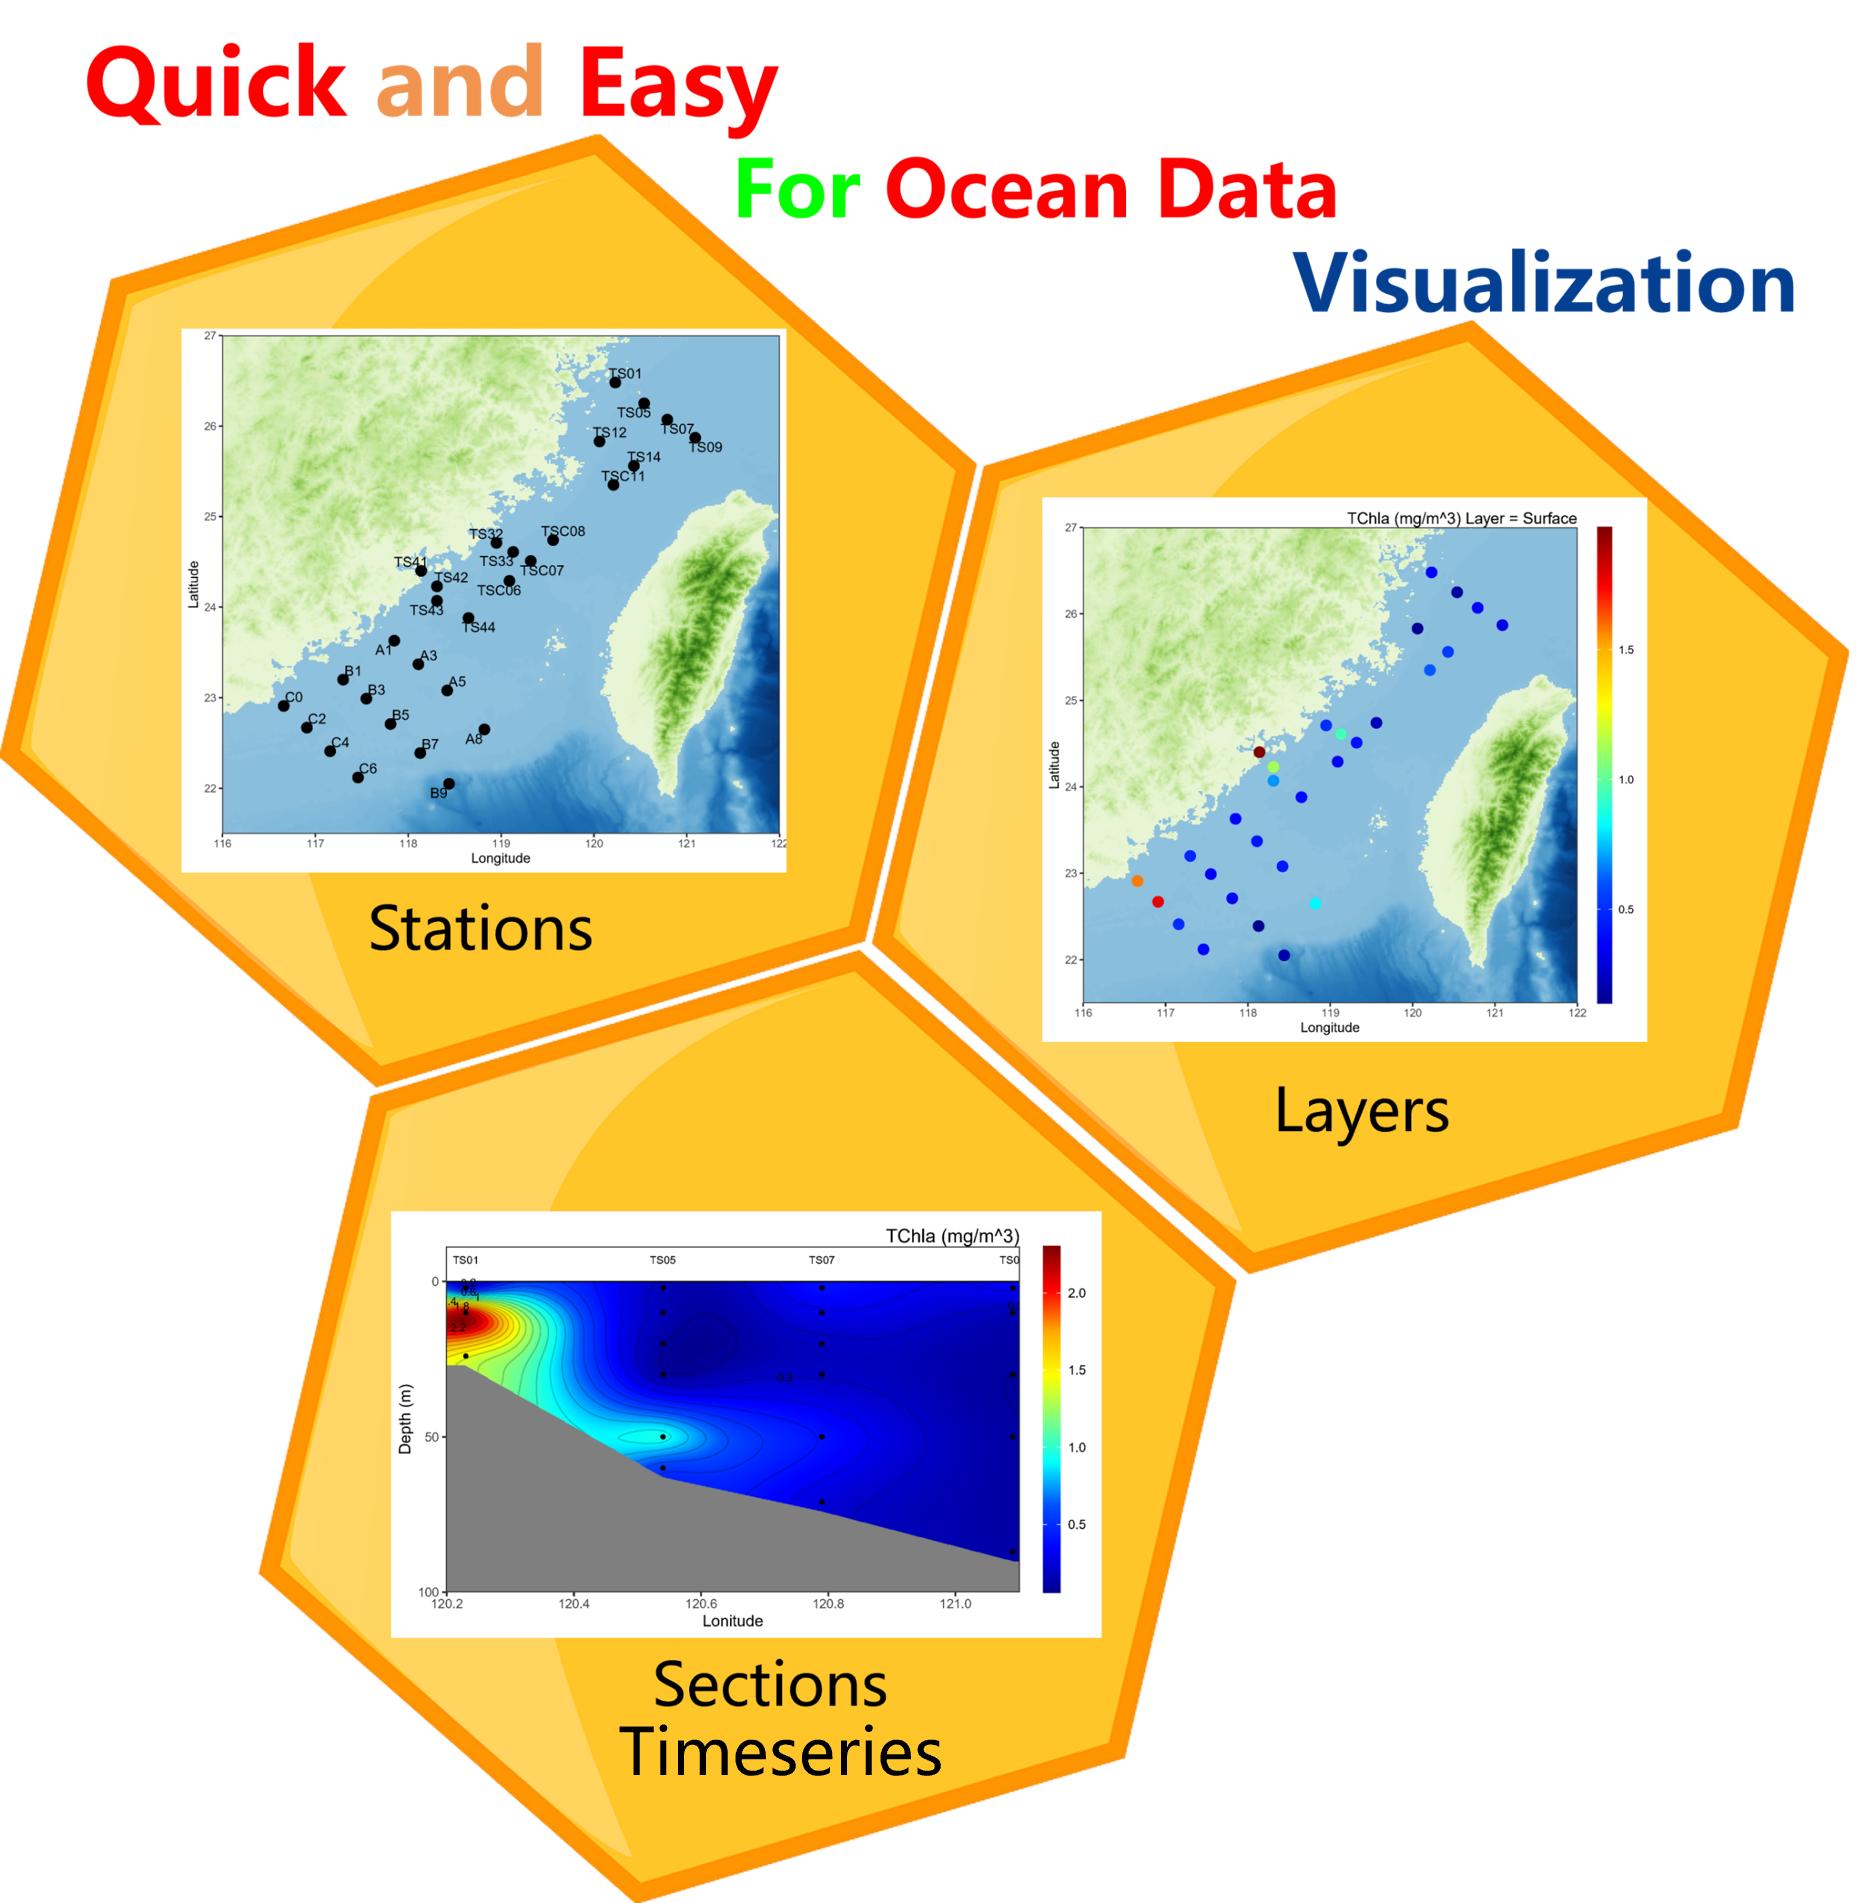 Quick and Easy
For Ocean Data
Visualization
27
26
25
24
23
22
116 117 118 119 120 121 122
Latitude
Longitude
TS01
TS05
TS07
TS12
TS09
TS14
TSC11
TS32
TSC08
TS33
TSC07
TS41
TS42
TSC06
TS43
TS44
A1
A3
B1
B3
A5
C0
C2
B5
A8
C4
B7
C6
B9
Stations
TChla (mg/m^3) Layer = Surface
27
26
25
24
23
22
116 117 118 119 120 121 122
Latitude
Longitude
1.5
1.0
0.5
Layers
TChla (mg/m^3)
TS01 TS05 TS07 TS0
0
50
100
Depth (m)
0.6
1
1.8
2.2
0.2
120.2 120.4 120.6 120.8 121.0
Lonitude
2.0
1.5
1.0
0.5
Sections
Timeseries